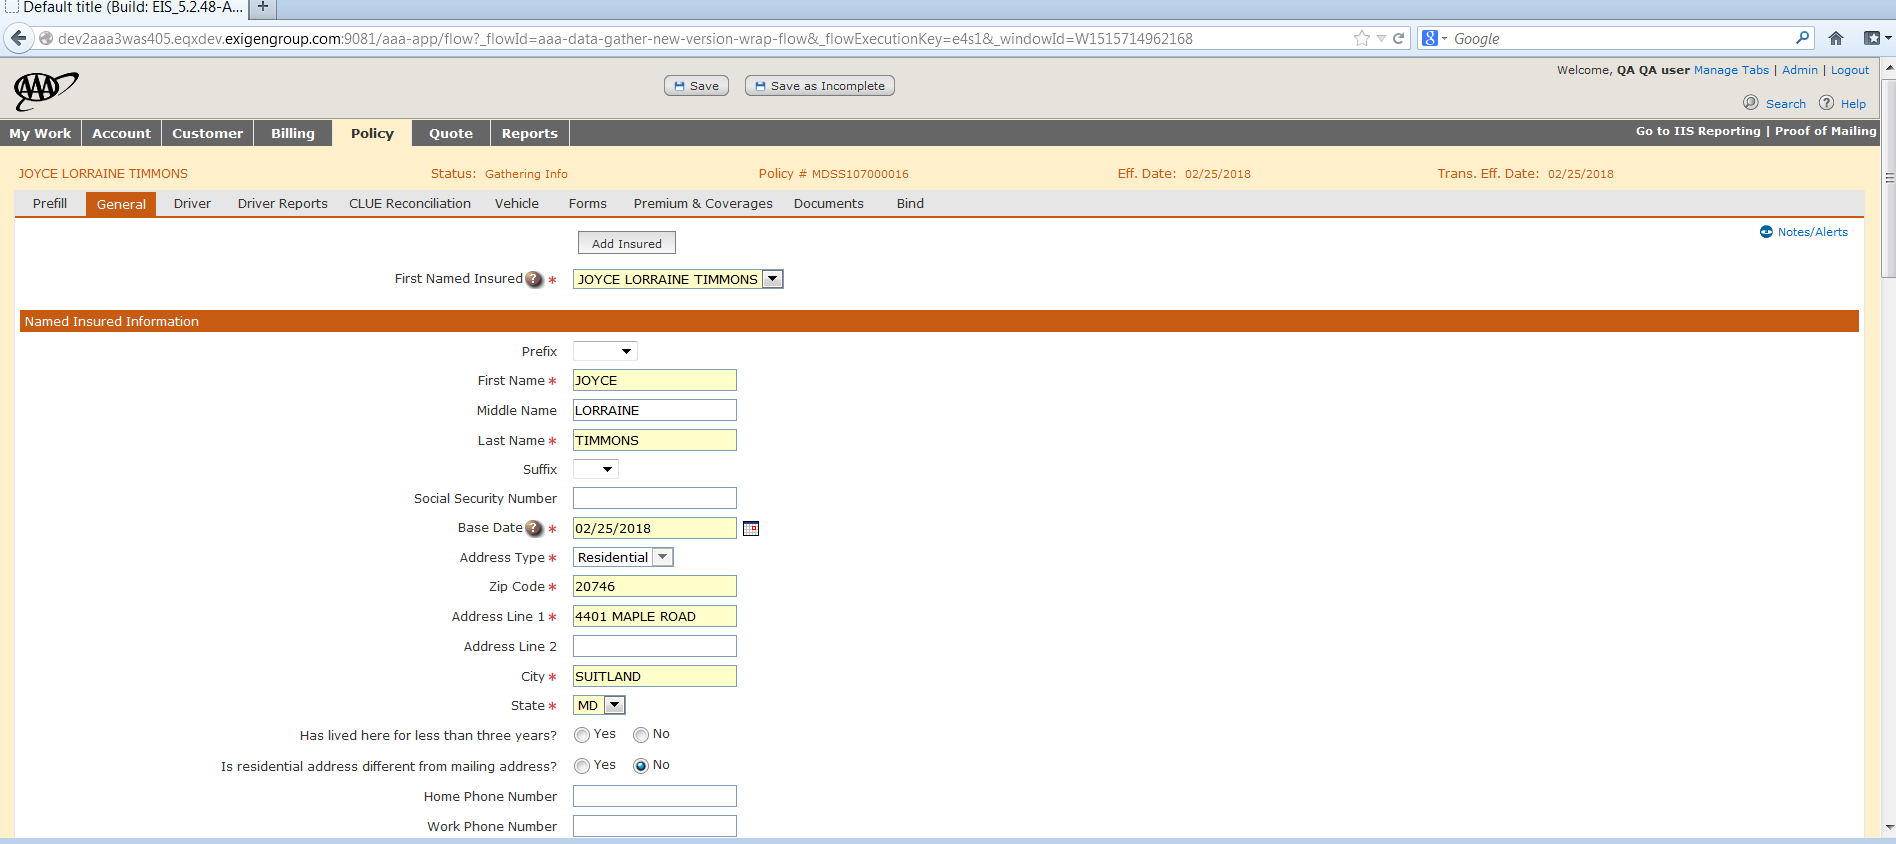 Default title (Build: EIS_5.2.48-A... +
dev2aaa3was405.eqxdev.exigengroup.com:9081/aaa-app/flow?_flowId=aaa-data-gather-new-version-wrap-flow&_flowExecutionKey=e4s1&_windowId=W1515714962168 8 Google
AAA Save Save as Incomplete Welcome, QA QA user Manage Tabs | Admin | Logout
Search ? Help
My Work Account Customer Billing Policy Quote Reports Go to IIS Reporting | Proof of Mailing
JOYCE LORRAINE TIMMONS Status: Gathering Info Policy # MDSS107000016 Eff. Date: 02/25/2018 Trans. Eff. Date: 02/25/2018
Prefill General Driver Driver Reports CLUE Reconciliation Vehicle Forms Premium & Coverages Documents Bind
Notes/Alerts
Add Insured
First Named Insured ? * JOYCE LORRAINE TIMMONS
Named Insured Information
Prefix
First Name * JOYCE
Middle Name LORRAINE
Last Name * TIMMONS
Suffix
Social Security Number
Base Date ? * 02/25/2018
Address Type * Residential
Zip Code * 20746
Address Line 1 * 4401 MAPLE ROAD
Address Line 2
City * SUITLAND
State * MD
Has lived here for less than three years? Yes No
Is residential address different from mailing address? Yes No
Home Phone Number
Work Phone Number